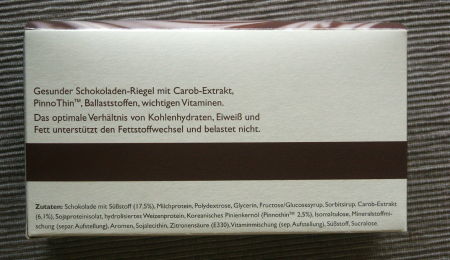 Gesunder Schokoladen-Riegel mit Carob-Extrakt,
PinnoThin™, Ballaststoffen, wichtigen Vitaminen.
Das optimale Verhältnis von Kohlenhydraten, Eiweiß und
Fett unterstützt den Fettstoffwechsel und belastet nicht.
Zutaten: Schokolade mit Süßstoff (17,5%), Milchprotein, Polydextrose, Glycerin, Fructose/Glucosesyrup, Sorbitsirup, Carob-Extrakt
(6,1%), Sojaproteinisolat, hydrolisiertes Weizenprotein, Koreanisches Pinienkernöl (Pinnothin™ 2,5%), Isomaltulose, Mineralstoffmi-
schung (separ. Aufstellung), Aromen, Sojalecithin, Zitronensäure (E330), Vitaminmischung (sep. Aufstellung), Süßstoff, Sucralose